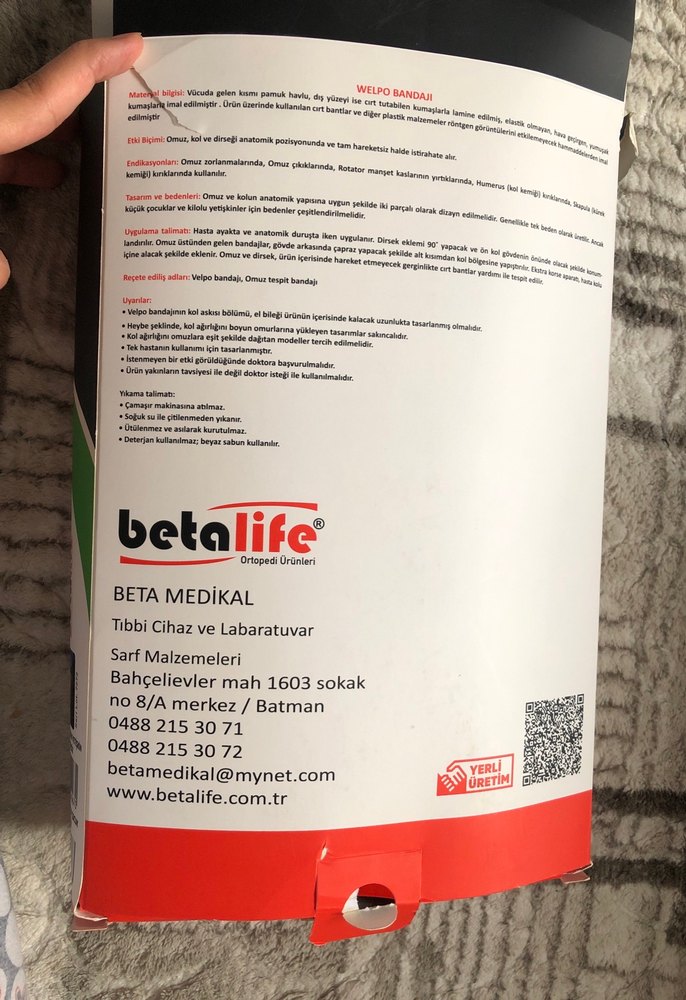 WELPO BANDAJI
Materyal bilgisi: Vücuda gelen kısmı pamuk havlu, dış yüzeyi ise cırt tutabilen kumaşlarla lamine edilmiş, elastik olmayan, hava geçirgen, yumuşak
kumaşlarla imal edilmiştir . Ürün üzerinde kullanılan cırt bantlar ve diğer plastik malzemeler röntgen görüntülerini etkilemeyecek hammaddelerden imal
edilmiştir
Etki Biçimi: Omuz, kol ve dirseği anatomik pozisyonunda ve tam hareketsiz halde istirahate alır.
Endikasyonları: Omuz zorlanmalarında, Omuz çıkıklarında, Rotator manşet kaslarının yırtıklarında, Humerus (kol kemiği) kırıklarında, Skapula (kürek
kemiği) kırıklarında kullanılır.
Tasarım ve bedenleri: Omuz ve kolun anatomik yapısına uygun şekilde iki parçalı olarak dizayn edilmelidir. Genellikle tek beden olarak üretilir. Ancak
küçük çocuklar ve kilolu yetişkinler için bedenler çeşitlendirilmelidir.
Uygulama talimatı: Hasta ayakta ve anatomik duruşta iken uygulanır. Dirsek eklemi 90° yapacak ve ön kol gövdenin önünde olacak şekilde konum-
landırılır. Omuz üstünden gelen bandajlar, gövde arkasında çapraz yapacak şekilde alt kısımdan kol bölgesine yapıştırılır. Ekstra korse aparatı, hasta kolu
içine alacak şekilde eklenir. Omuz ve dirsek, ürün içerisinde hareket etmeyecek gerginlikte cırt bantlar yardımı ile tespit edilir.
Reçete ediliş adları: Velpo bandajı, Omuz tespit bandajı
Uyarılar:
• Velpo bandajının kol askısı bölümü, el bileği ürünün içerisinde kalacak uzunlukta tasarlanmış olmalıdır.
• Heybe şeklinde, kol ağırlığını boyun omurlarına yükleyen tasarımlar sakıncalıdır.
• Kol ağırlığını omuzlara eşit şekilde dağıtan modeller tercih edilmelidir.
• Tek hastanın kullanımı için tasarlanmıştır.
• İstenmeyen bir etki görüldüğünde doktora başvurulmalıdır.
• Ürün yakınların tavsiyesi ile değil doktor isteği ile kullanılmalıdır.
Yıkama talimatı:
• Çamaşır makinasına atılmaz.
• Soğuk su ile çitilenmeden yıkanır.
• Ütülenmez ve asılarak kurutulmaz.
• Deterjan kullanılmaz; beyaz sabun kullanılır.
betalife®
Ortopedi Ürünleri
BETA MEDİKAL
Tıbbi Cihaz ve Labaratuvar
Sarf Malzemeleri
Bahçelievler mah 1603 sokak
no 8/A merkez / Batman
0488 215 30 71
0488 215 30 72
betamedikal@mynet.com
www.betalife.com.tr
YERLİ
ÜRETİM